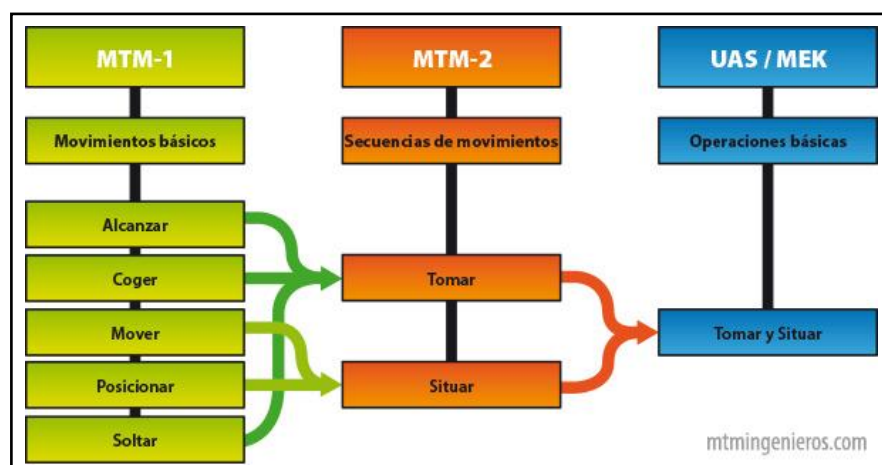 MTM-1
MTM-2
UAS / MEK
Movimientos básicos
Secuencias de movimientos
Operaciones básicas
Alcanzar
Coger
Tomar
Mover
Tomar y Situar
Posicionar
Situar
Soltar
mtmingenieros.com